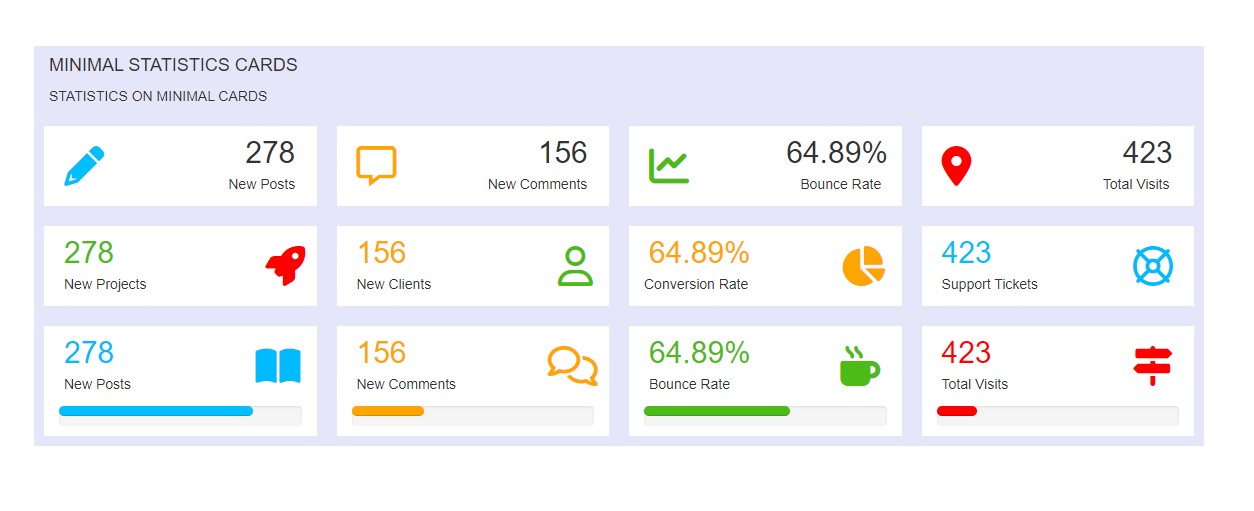 MINIMAL STATISTICS CARDS
STATISTICS ON MINIMAL CARDS
278
New Posts
156
New Comments
64.89%
Bounce Rate
423
Total Visits
278
New Projects
156
New Clients
64.89%
Conversion Rate
423
Support Tickets
278
New Posts
156
New Comments
64.89%
Bounce Rate
423
Total Visits